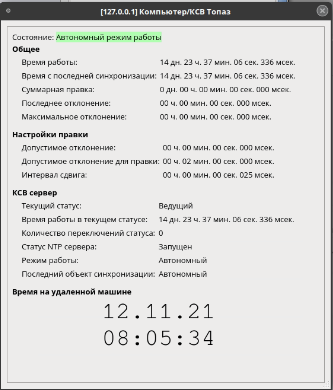 [127.0.0.1] Компьютер/КСВ Топаз
Состояние: Автономный режим работы
Общее
Время работы: 14 дн. 23 ч. 37 мин. 06 сек. 336 мсек.
Время с последней синхронизации: 14 дн. 23 ч. 37 мин. 06 сек. 336 мсек.
Суммарная правка: 0 дн. 00 ч. 00 мин. 00 сек. 000 мсек.
Последнее отклонение: 00 ч. 00 мин. 00 сек. 000 мсек.
Максимальное отклонение: 00 ч. 00 мин. 00 сек. 000 мсек.
Настройки правки
Допустимое отклонение: 00 ч. 00 мин. 00 сек. 000 мсек.
Допустимое отклонение для правки: 00 ч. 02 мин. 00 сек. 000 мсек.
Интервал сдвига: 00 ч. 00 мин. 00 сек. 025 мсек.
КСВ сервер
Текущий статус: Ведущий
Время работы в текущем статусе: 14 дн. 23 ч. 37 мин. 06 сек. 336 мсек.
Количество переключений статуса: 0
Статус NTP сервера: Запущен
Режим работы: Автономный
Последний объект синхронизации: Автономный
Время на удаленной машине
12.11.21
08:05:34